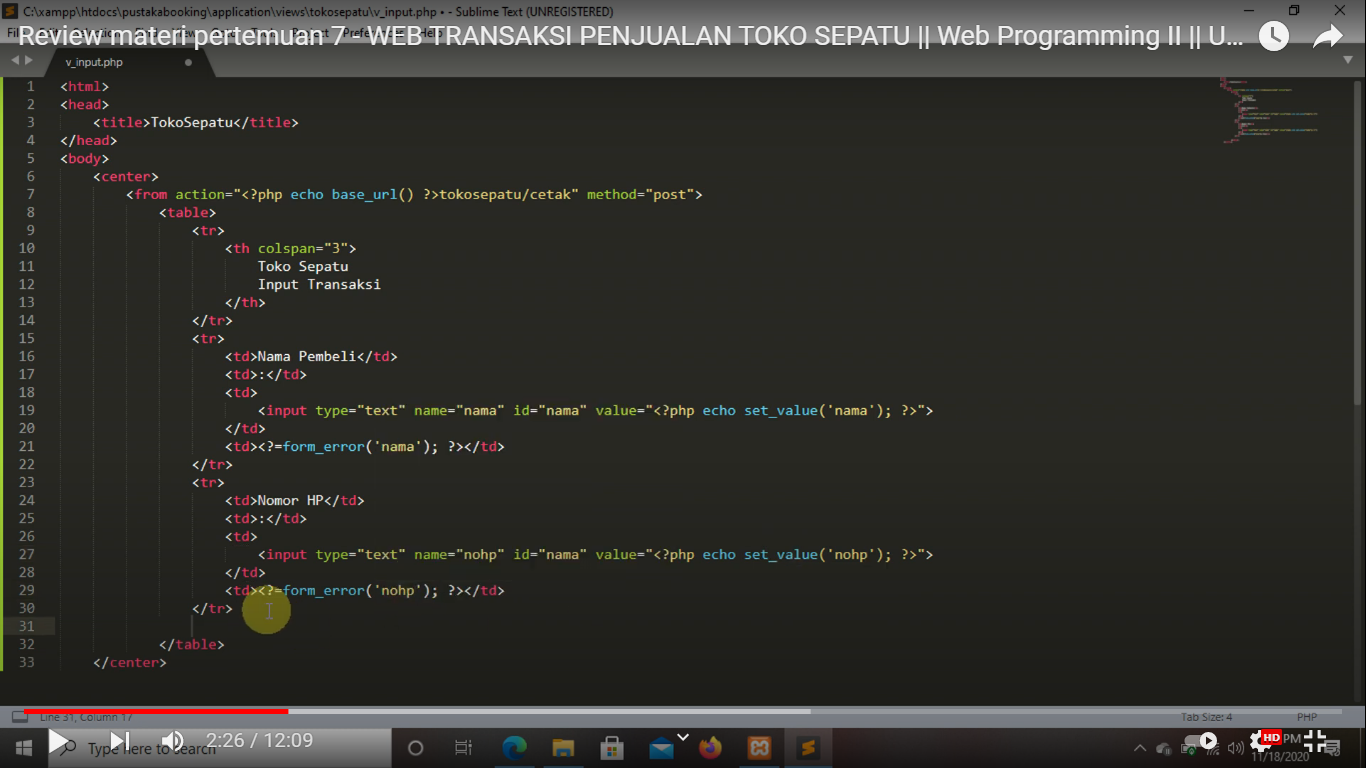 C:\xampp\htdocs\pustakabooking\application\views\tokosepatu\v_input.php • - Sublime Text (UNREGISTERED)
Review materi pertemuan 7 - WEB TRANSAKSI PENJUALAN TOKO SEPATU || Web Programming II || U...
v_input.php
1 <html>
2 <head>
3 <title>TokoSepatu</title>
4 </head>
5 <body>
6 <center>
7 <from action="<?php echo base_url() ?>tokosepatu/cetak" method="post">
8 <table>
9 <tr>
10 <th colspan="3">
11 Toko Sepatu
12 Input Transaksi
13 </th>
14 </tr>
15 <tr>
16 <td>Nama Pembeli</td>
17 <td>:</td>
18 <td>
19 <input type="text" name="nama" id="nama" value="<?php echo set_value('nama'); ?>">
20 </td>
21 <td><?=form_error('nama'); ?></td>
22 </tr>
23 <tr>
24 <td>Nomor HP</td>
25 <td>:</td>
26 <td>
27 <input type="text" name="nohp" id="nama" value="<?php echo set_value('nohp'); ?>">
28 </td>
29 <td><?=form_error('nohp'); ?></td>
30 </tr>
31
32 </table>
33 </center>
Line 31, Column 17 Tab Size: 4 PHP
Type here to search
2:26 / 12:09
HD PM
11/18/2020